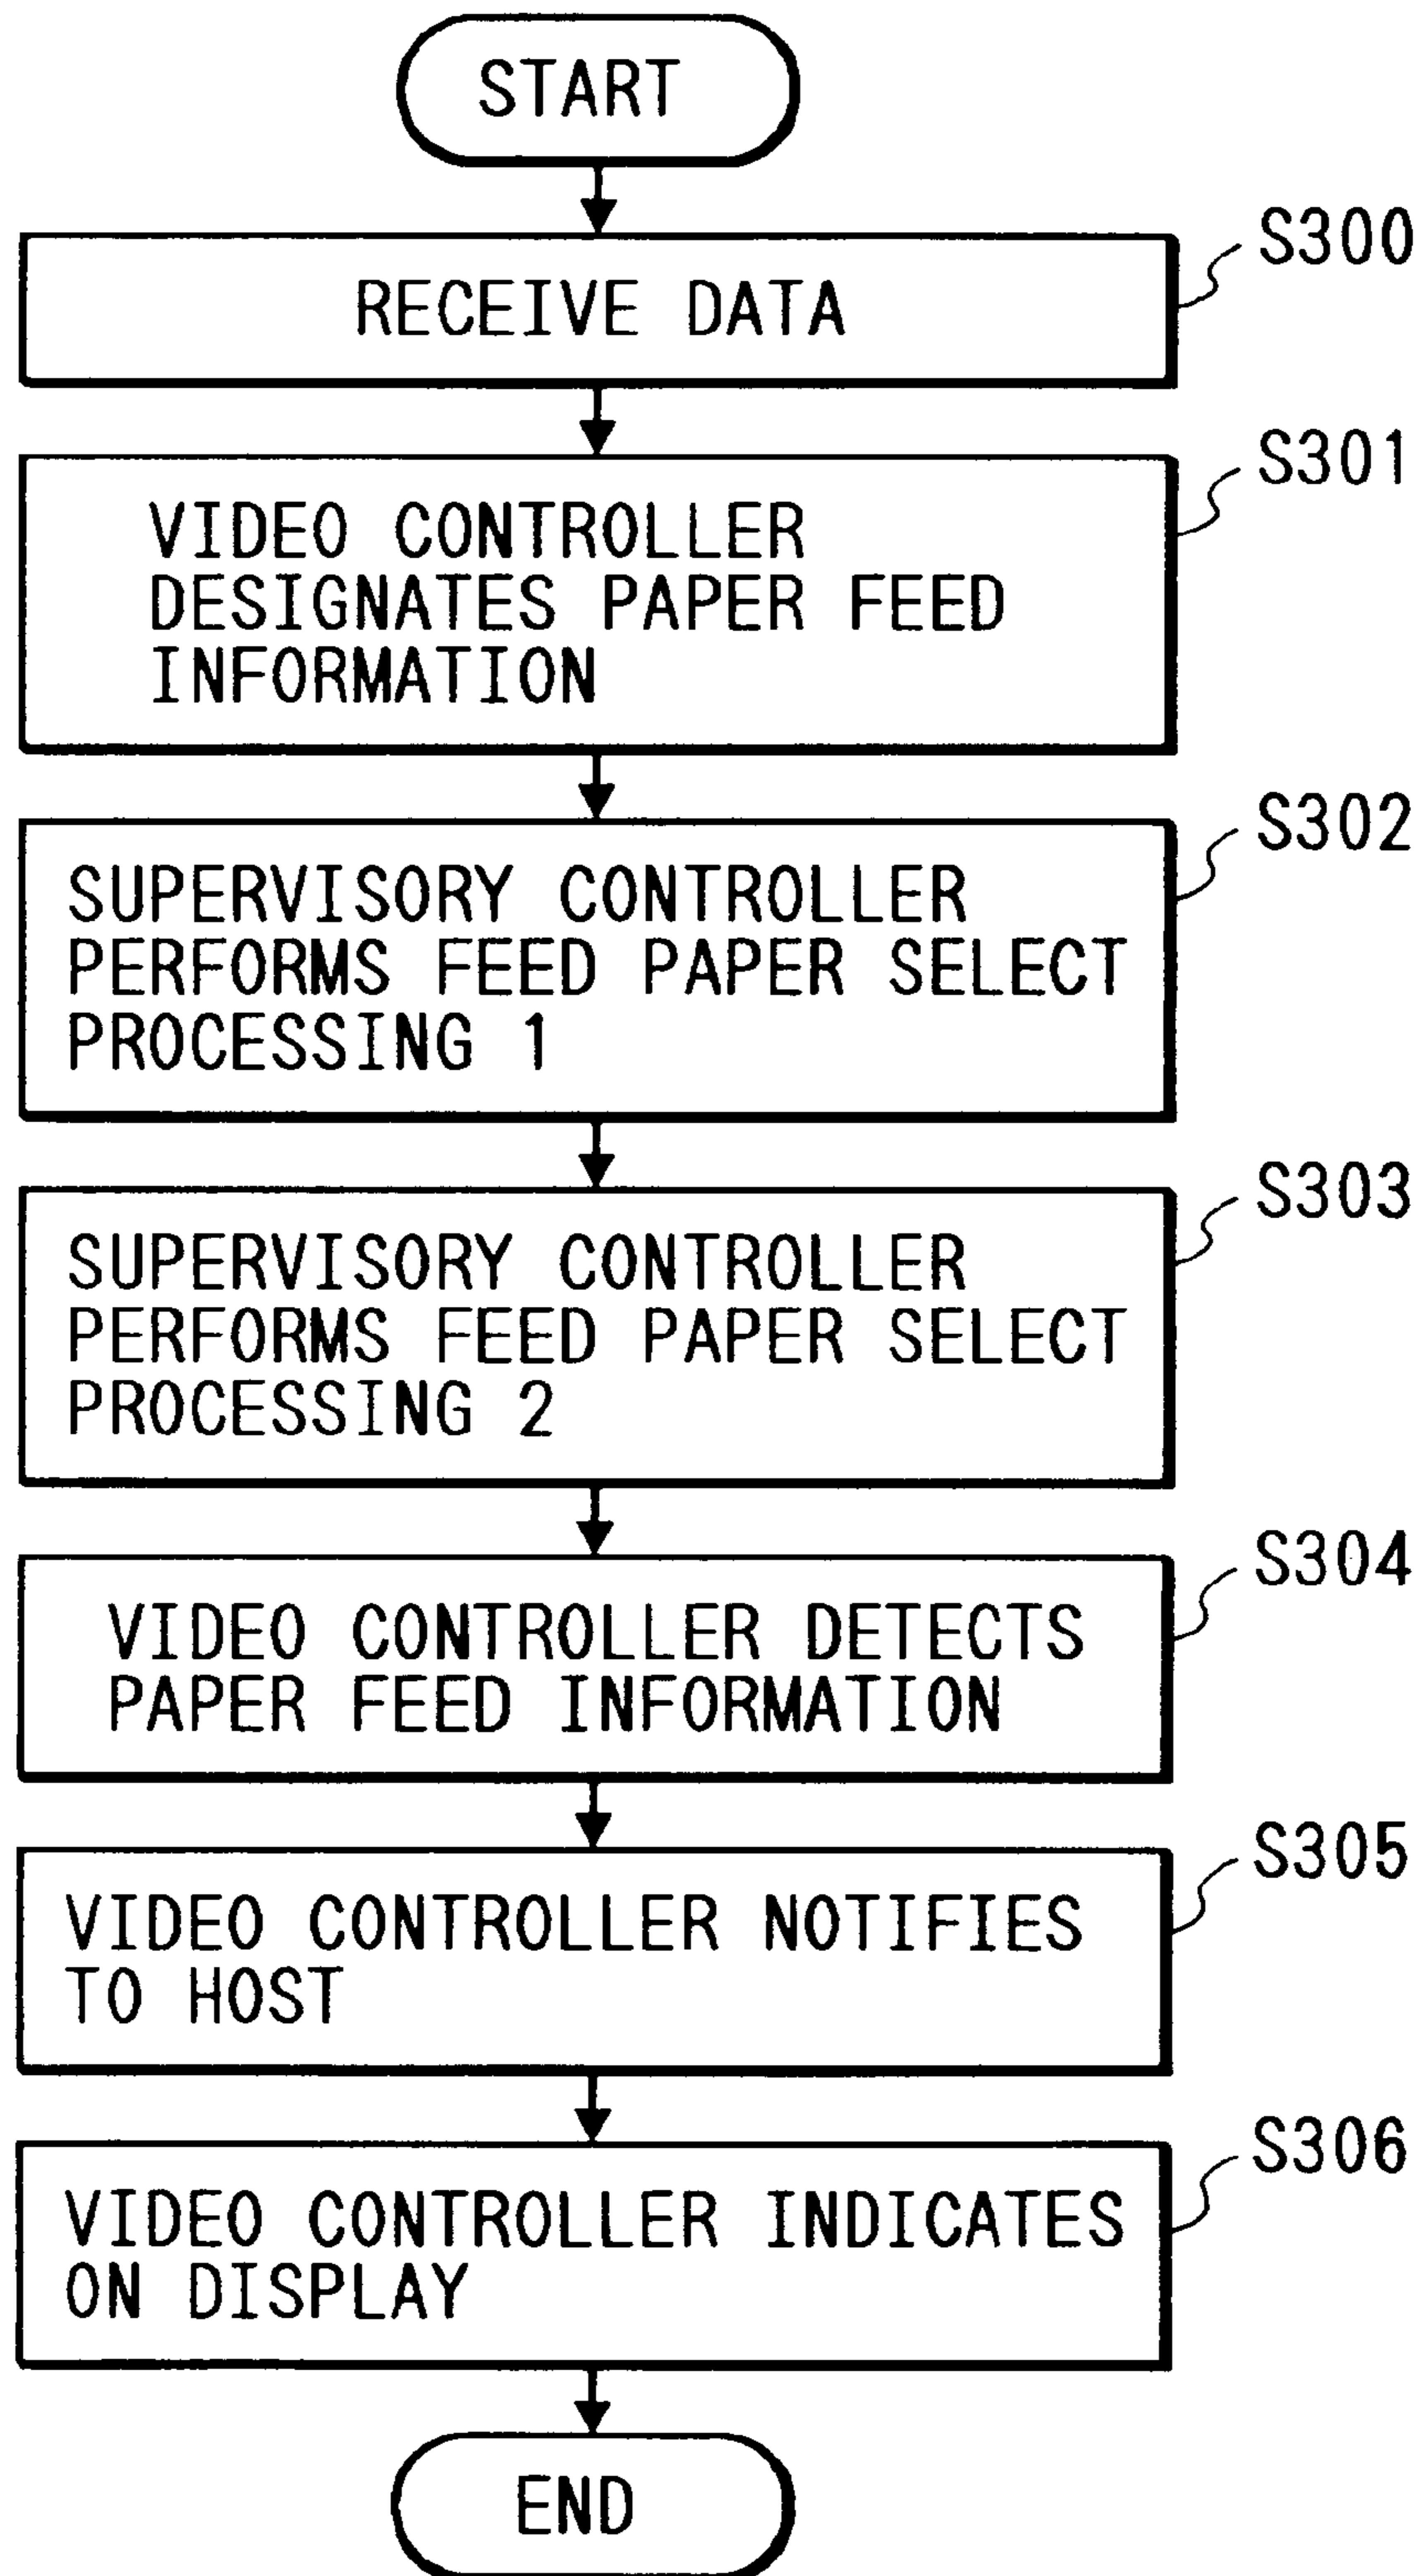 START
S300
RECEIVE DATA
S301
VIDEO CONTROLLER
DESIGNATES PAPER FEED
INFORMATION
S302
SUPERVISORY CONTROLLER
PERFORMS FEED PAPER SELECT
PROCESSING 1
S303
SUPERVISORY CONTROLLER
PERFORMS FEED PAPER SELECT
PROCESSING 2
S304
VIDEO CONTROLLER DETECTS
PAPER FEED INFORMATION
S305
VIDEO CONTROLLER NOTIFIES
TO HOST
S306
VIDEO CONTROLLER INDICATES
ON DISPLAY
END